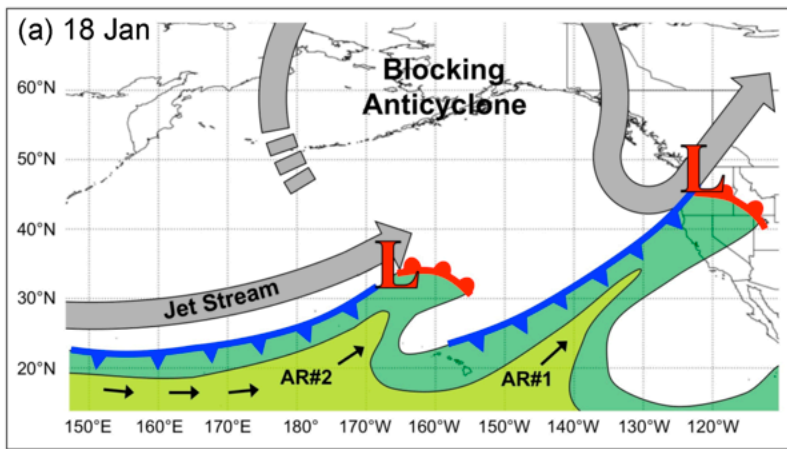 (a) 18 Jan
Blocking
Anticyclone
60°N
50°N
40°N
30°N
20°N
L
L
Jet Stream
AR#2
AR#1
150°E 160°E 170°E 180° 170°W 160°W 150°W 140°W 130°W 120°W